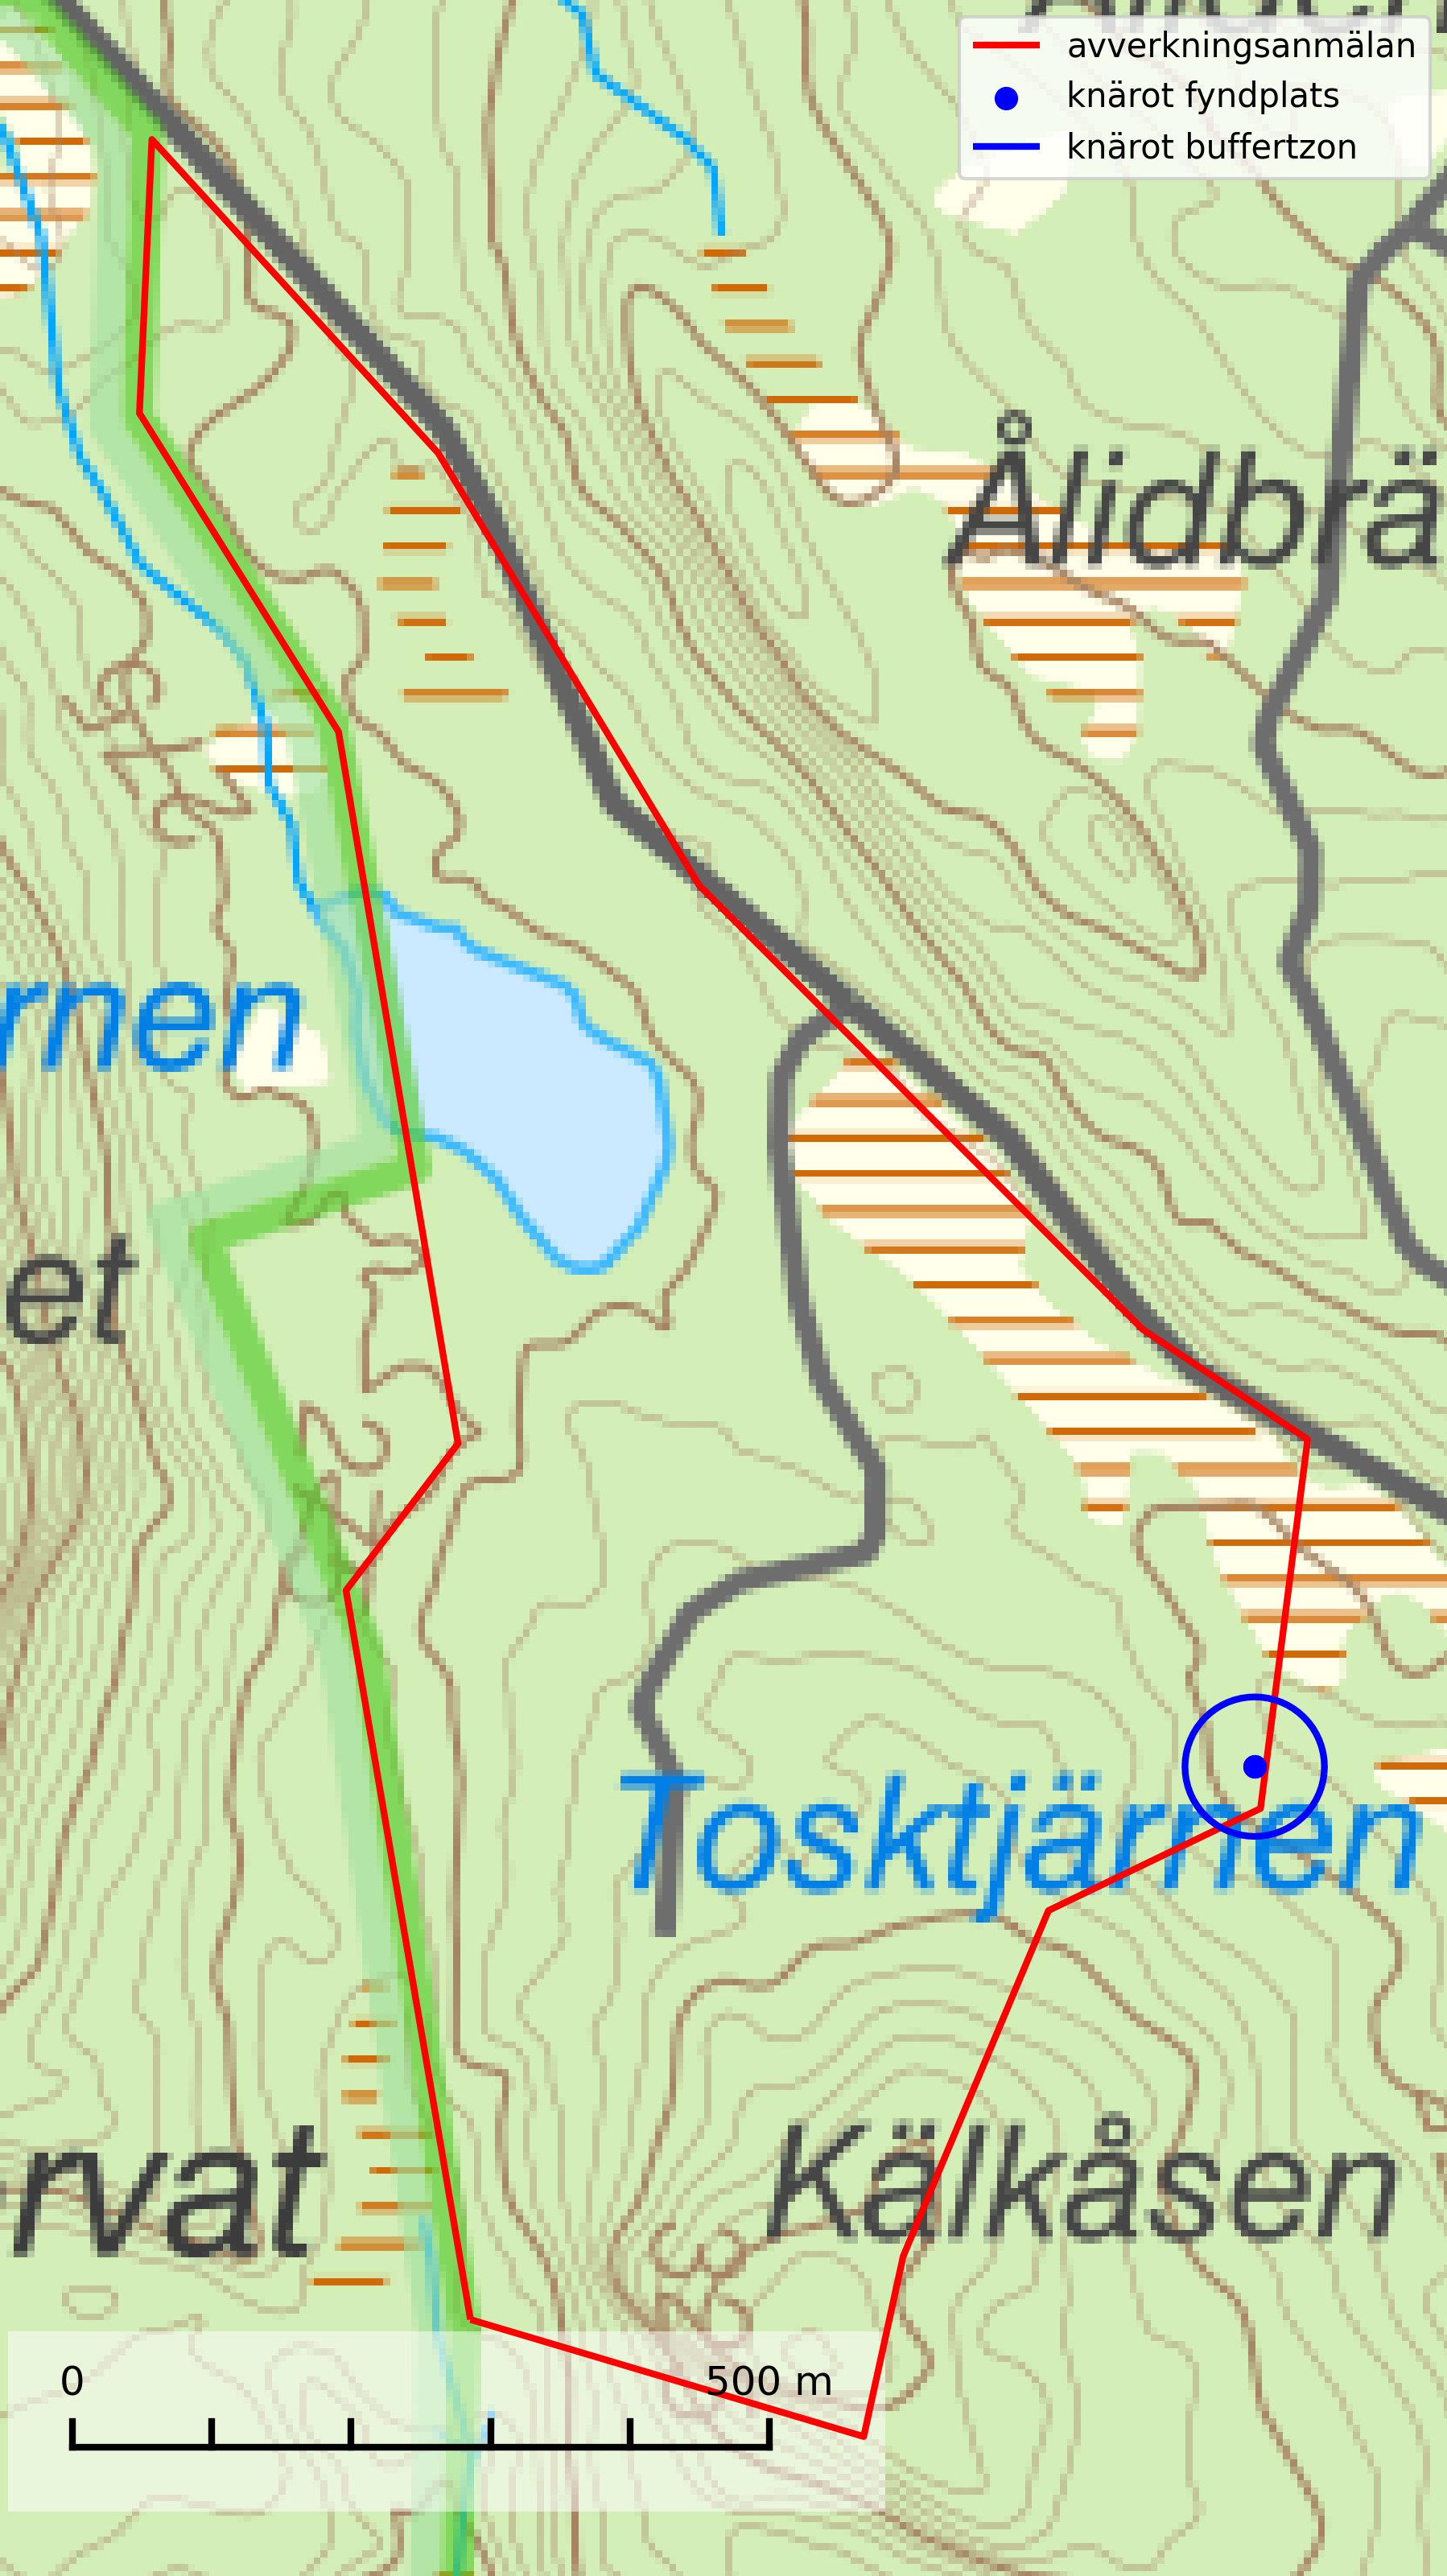 avverkningsanmälan
knärot fyndplats
knärot buffertzon
Ålidbrä
rnen
et
Tosktjärnen
rvat
Kälkåsen
0 500 m